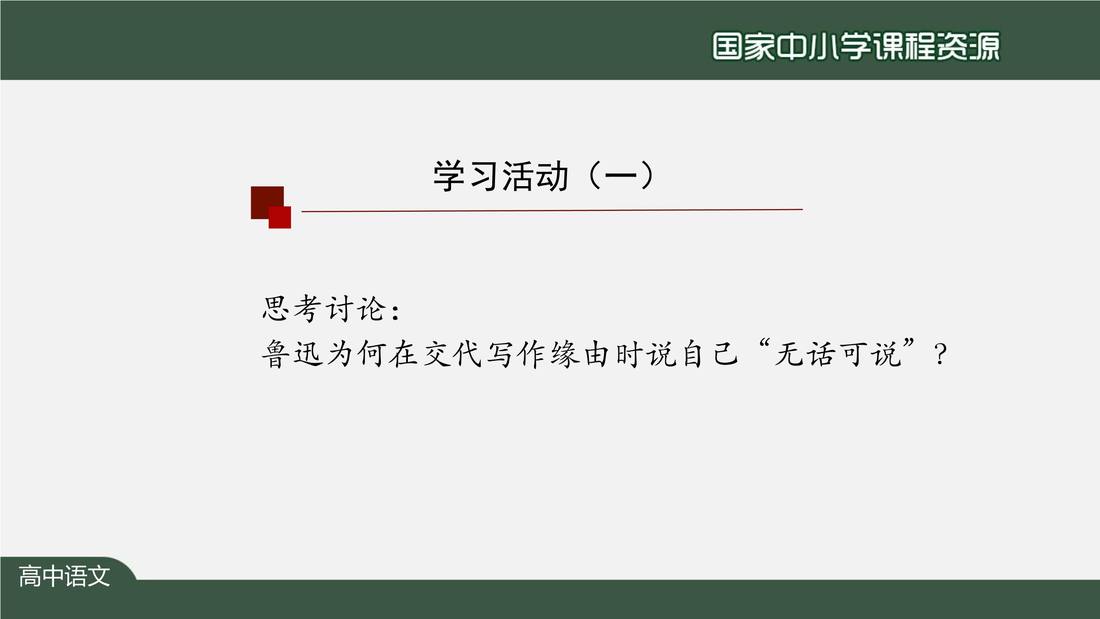 国家中小学课程资源
学习活动（一）
思考讨论：
鲁迅为何在交代写作缘由时说自己“无话可说”？
高中语文